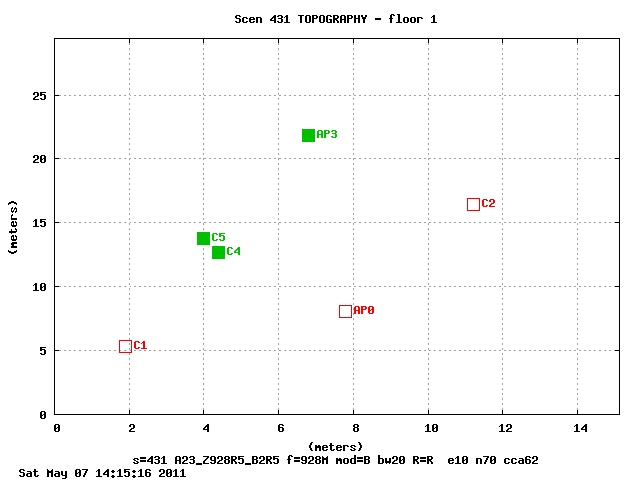 Scen 431 TOPOGRAPHY - floor 1
25
AP3
20
C2
15
C5
C4
(meters)
10
AP0
C1
5
0
0 2 4 6 8 10 12 14
(meters)
s=431 A23_Z928R5_B2R5 f=928M mod=B bw20 R=R  e10 n70 cca62
Sat May 07 14:15:16 2011